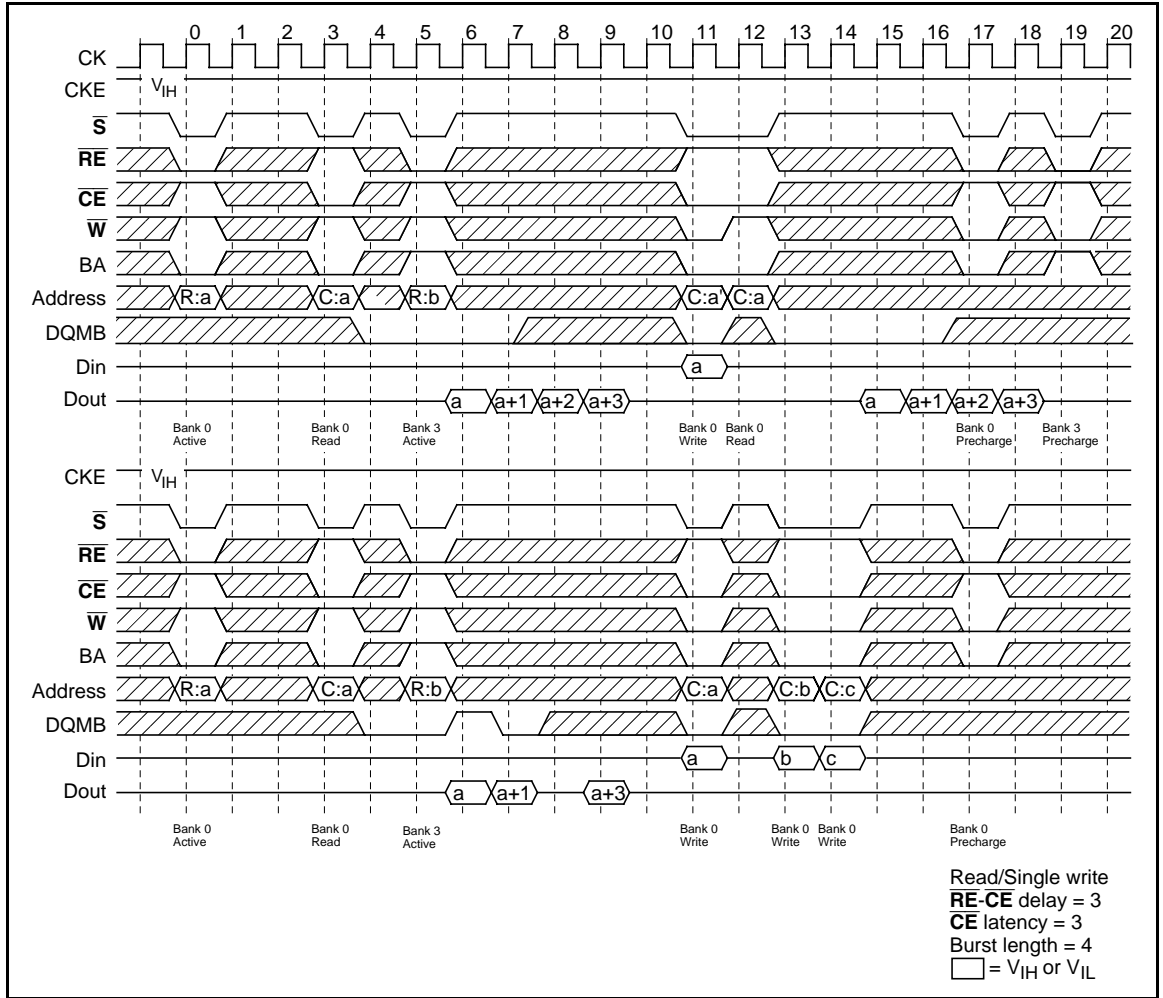 0 1 2 3 4 5 6 7 8 9 10 11 12 13 14 15 16 17 18 19 20
CK
CKE VIH
S
RE
CE
W
BA
Address R:a C:a R:b C:a' C:a
DQMB
Din a
Dout a a+1 a+2 a+3 a a+1 a+2 a+3
Bank 0 Bank 0 Bank 3 Bank 0 Bank 0 Bank 0 Bank 3
Active Read Active Write Read Precharge Precharge
CKE VIH
S
RE
CE
W
BA
Address R:a C:a R:b C:a C:b C:c
DQMB
Din a b c
Dout a a+1 a+3
Bank 0 Bank 0 Bank 3 Bank 0 Bank 0 Bank 0 Bank 0
Active Read Active Write Write Write Precharge
Read/Single write
RE-CE delay = 3
CE latency = 3
Burst length = 4
= VIH or VIL